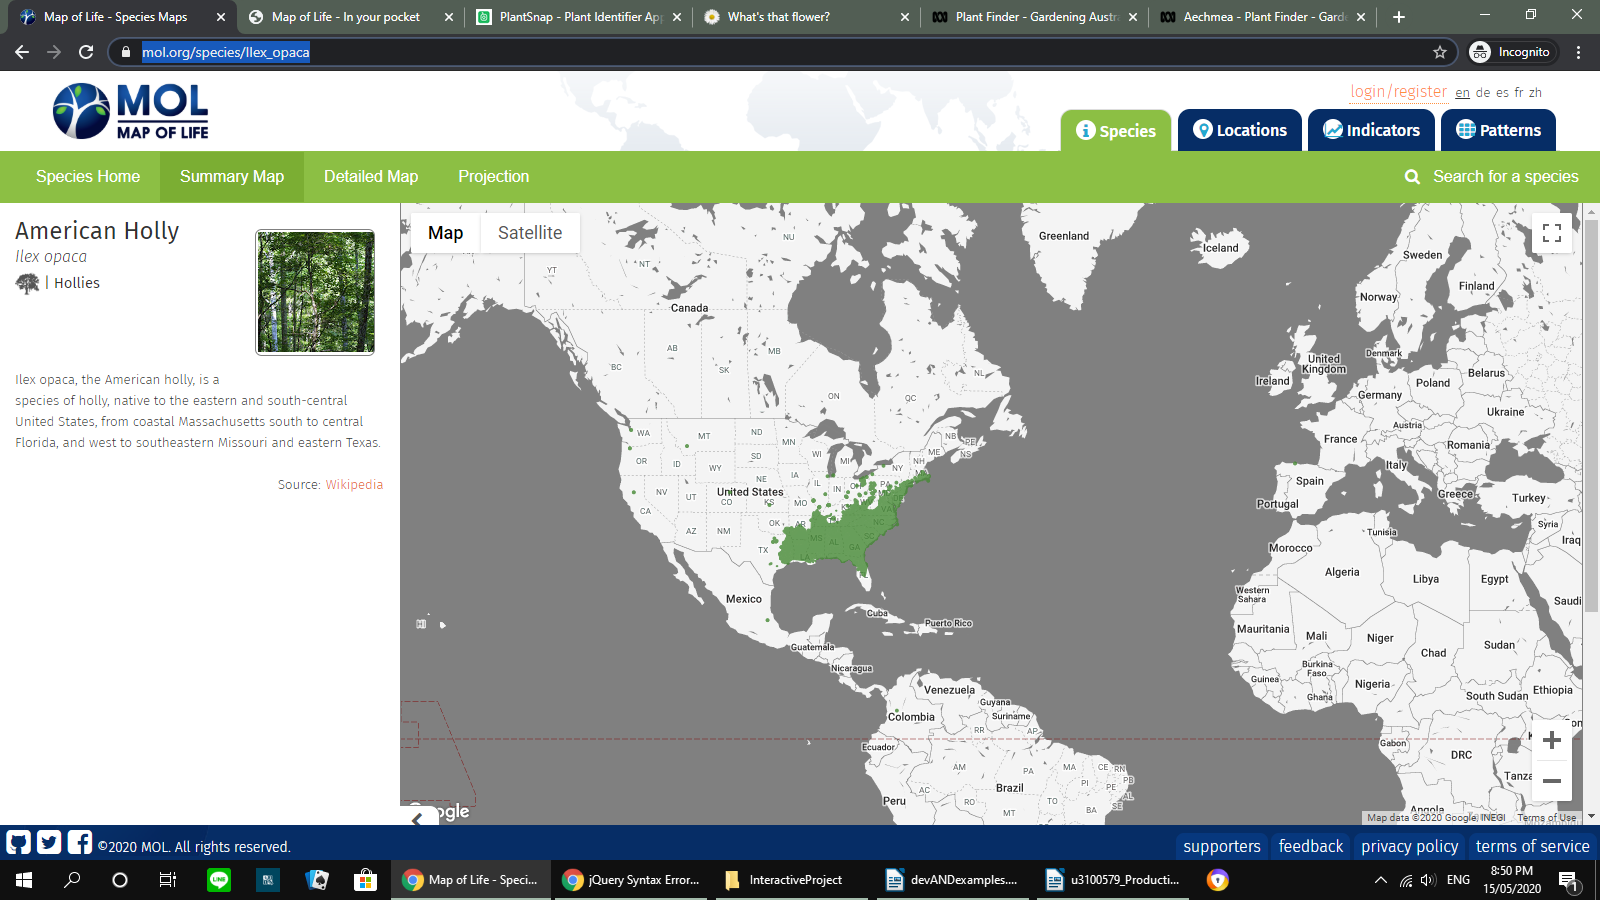 Map of Life - Species Maps
Map of Life - In your pocket
PlantSnap - Plant Identifier App
What's that flower?
Plant Finder - Gardening Austra
Aechmea - Plant Finder - Garde
mol.org/species/Ilex_opaca
Incognito
MOL
MAP OF LIFE
login/register en de es fr zh
Species
Locations
Indicators
Patterns
Species Home
Summary Map
Detailed Map
Projection
Search for a species
American Holly
Ilex opaca
| Hollies
Ilex opaca, the American holly, is a
species of holly, native to the eastern and south-central
United States, from coastal Massachusetts south to central
Florida, and west to southeastern Missouri and eastern Texas.
Source: Wikipedia
Map
Satellite
Greenland
Iceland
NU
YT
NT
Canada
AB
MB
BC
SK
NL
ON
QC
NB
PE
NS
ME
WA
MT
ND
MN
OR
ID
WY
SD
WI
MI
NY
NH
NE
IA
IL
IN
OH
PA
NV
UT
United States
CO
KS
MO
KY
VA
CA
AZ
NM
OK
AR
NC
SC
TX
MS
AL
GA
LA
Mexico
Cuba
Puerto Rico
Guatemala
Nicaragua
HI
Venezuela
Guyana
Suriname
Colombia
RR
AP
Ecuador
AM
PA
MA
CE
RN
PB
PE
PI
AL
SE
AC
RO
TO
BA
MT
Brazil
Peru
Sweden
Finland
Norway
Denmark
United
Kingdom
Ireland
Belarus
Poland
Germany
Ukraine
Austria
France
Romania
Italy
Spain
Portugal
Greece
Turkey
Syria
Iraq
Tunisia
Morocco
Algeria
Libya
Egypt
Western
Sahara
Saudi
Mauritania
Mali
Niger
Chad
Sudan
Burkina
Faso
Guinea
Ghana
Nigeria
South Sudan
Ethiopia
Gabon
DRC
Tanza
Angola
Map data ©2020 Google, INEGI
Terms of Use
©2020 MOL. All rights reserved.
supporters
feedback
privacy policy
terms of service
Map of Life - Speci...
jQuery Syntax Error...
InteractiveProject
devANDexamples....
u3100579_Producti...
ENG
8:50 PM
15/05/2020
1
LINE